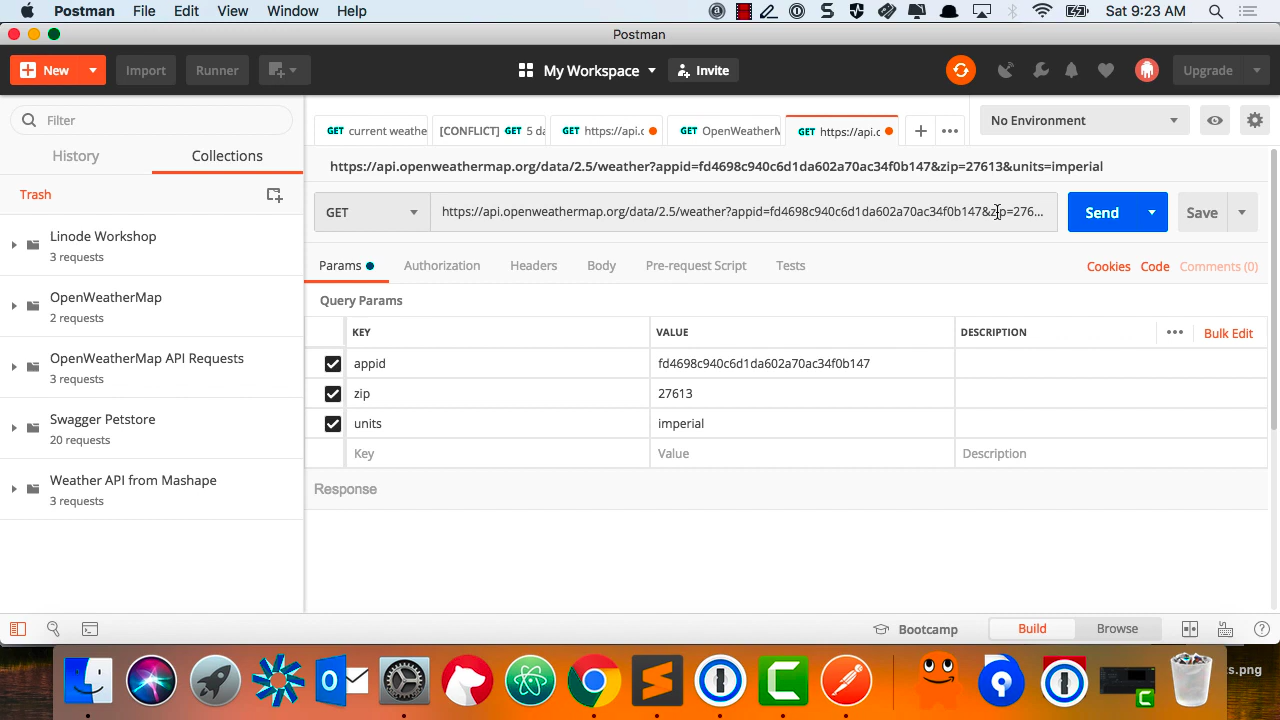 Postman File Edit View Window Help Sat 9:23 AM
Postman
New Import Runner My Workspace Invite Upgrade
Filter
History Collections
Trash
Linode Workshop
3 requests
OpenWeatherMap
2 requests
OpenWeatherMap API Requests
3 requests
Swagger Petstore
20 requests
Weather API from Mashape
3 requests
GET current weathe [CONFLICT] GET 5 da GET https://api.c GET OpenWeatherM GET https://api.c
No Environment
https://api.openweathermap.org/data/2.5/weather?appid=fd4698c940c6d1da602a70ac34f0b147&zip=27613&units=imperial
GET https://api.openweathermap.org/data/2.5/weather?appid=fd4698c940c6d1da602a70ac34f0b147&zip=276... Send Save
Params Authorization Headers Body Pre-request Script Tests Cookies Code Comments (0)
Query Params
KEY VALUE DESCRIPTION Bulk Edit
appid fd4698c940c6d1da602a70ac34f0b147
zip 27613
units imperial
Key Value Description
Response
Bootcamp Build Browse
s.png